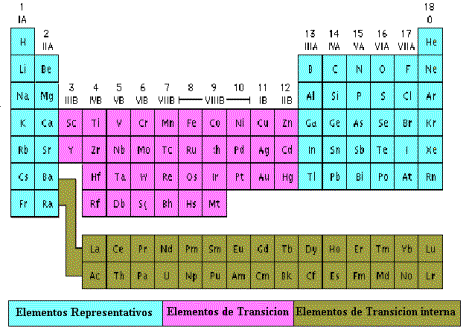 1 18
IA 0
H 2 13 14 15 16 17 He
IIA IIIA IVA VA VIA VIIA
Li Be B C N O F Ne
Na Mg 3 4 5 6 7 8 9 10 11 12 Al Si P S Cl Ar
IIIB IVB VB VIB VIIB VIIIB IB IIB
K Ca Sc Ti V Cr Mn Fe Co Ni Cu Zn Ga Ge As Se Br Kr
Rb Sr Y Zr Nb Mo TC Ru th Pd Ag Cd In Sn Sb Te I Xe
Cs Ba Hf Ta W Re Os Ir Pt Au Hg Tl Pb Bi Po At Rn
Fr Ra Rf Db Bh Hs Mt
La Ce Pr Nd Pm Sm Eu Gd Tb Dy Ho Er Tm Yb Lu
Ac Th Pa U Np Pu Am Cm Bk Cf Es Fm Md No Lr
Elementos Representativos Elementos de Transicion Elementos de Transicion interna